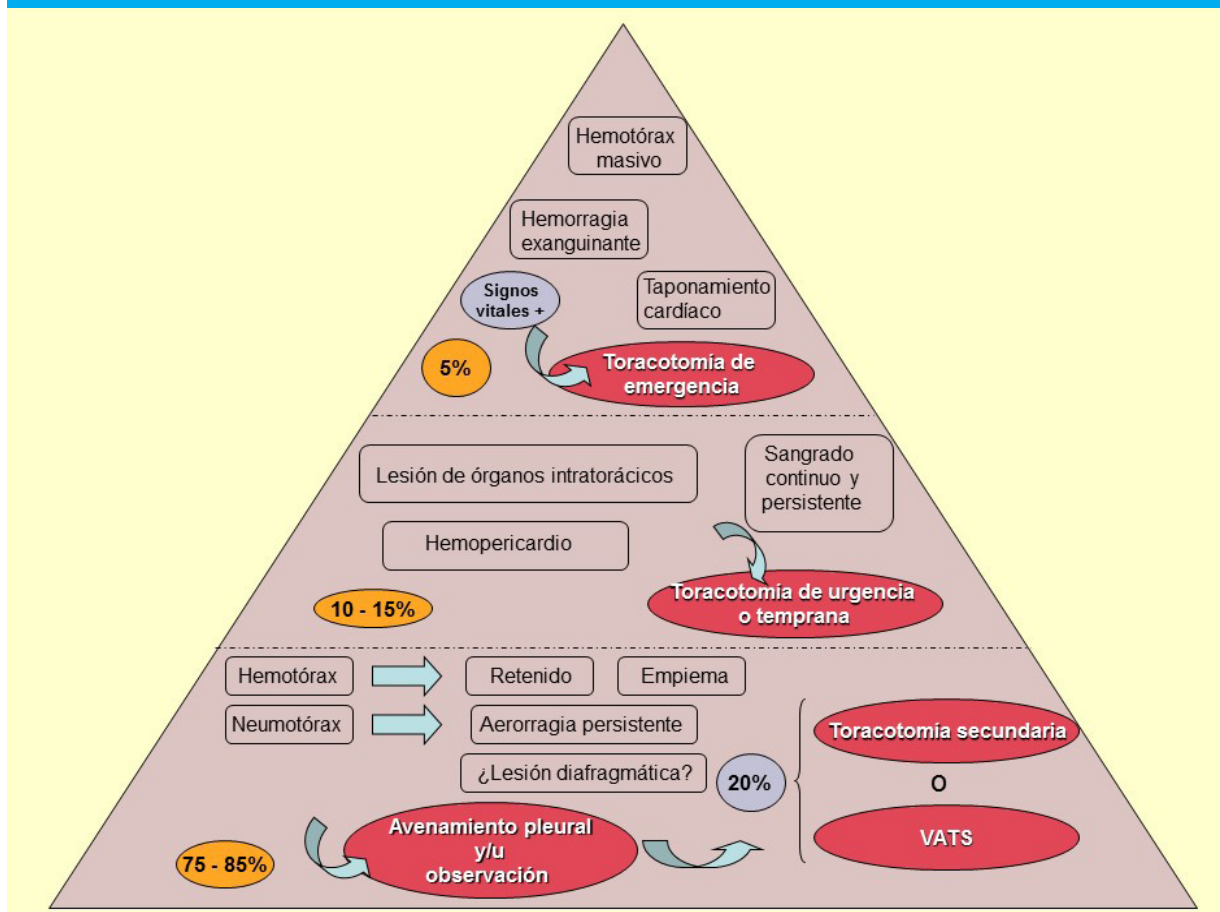 Hemotórax
masivo
Hemorragia
exanguinante
Signos
vitales +
Taponamiento
cardíaco
5%
Toracotomía de
emergencia
Lesión de órganos intratorácicos
Sangrado
continuo y
persistente
Hemopericardio
10 - 15%
Toracotomía de urgencia
o temprana
Hemotórax
Retenido
Empiema
Neumotórax
Aerorragia persistente
¿Lesión diafragmática?
20%
Toracotomía secundaria
O
VATS
Avenamiento pleural
y/u
observación
75 - 85%